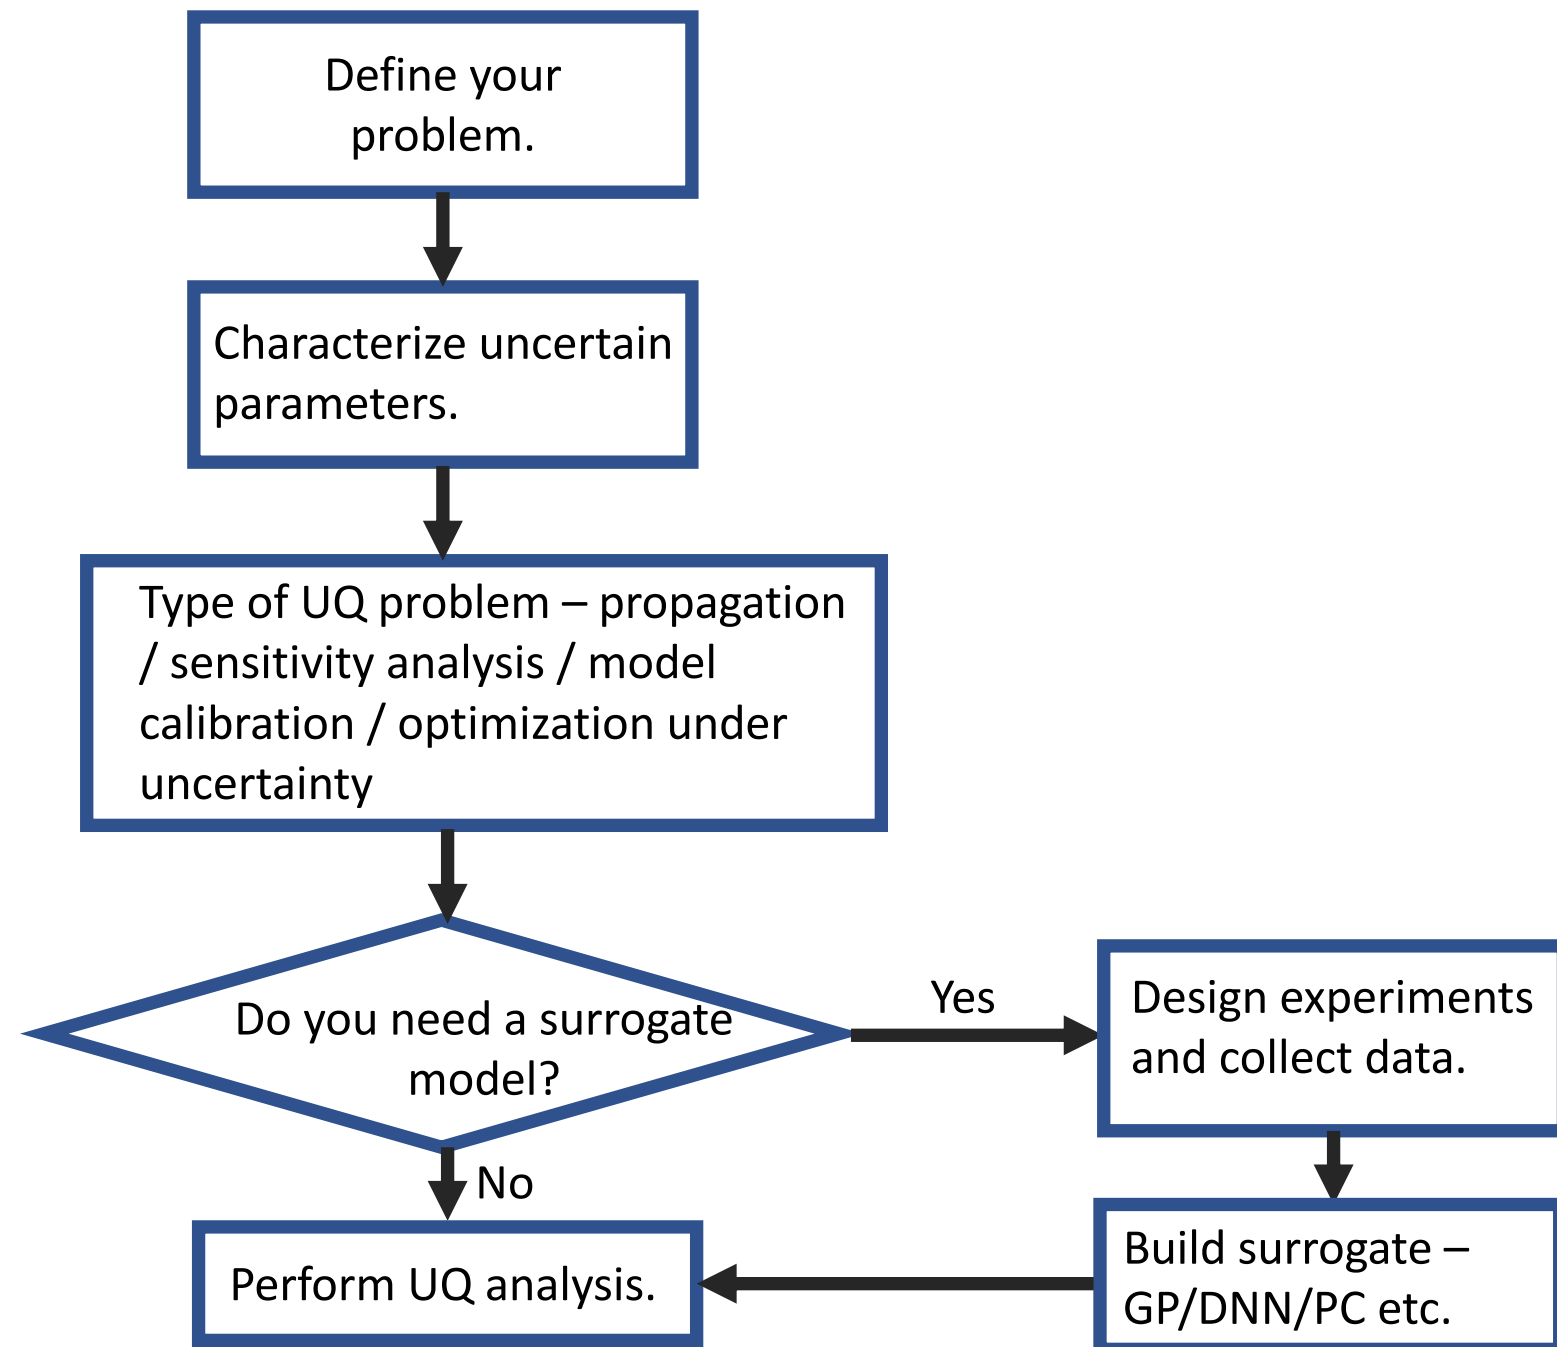 Define your
problem.
Characterize uncertain
parameters.
Type of UQ problem – propagation
/ sensitivity analysis / model
calibration / optimization under
uncertainty
Do you need a surrogate
model?
Yes
Design experiments
and collect data.
No
Build surrogate –
GP/DNN/PC etc.
Perform UQ analysis.